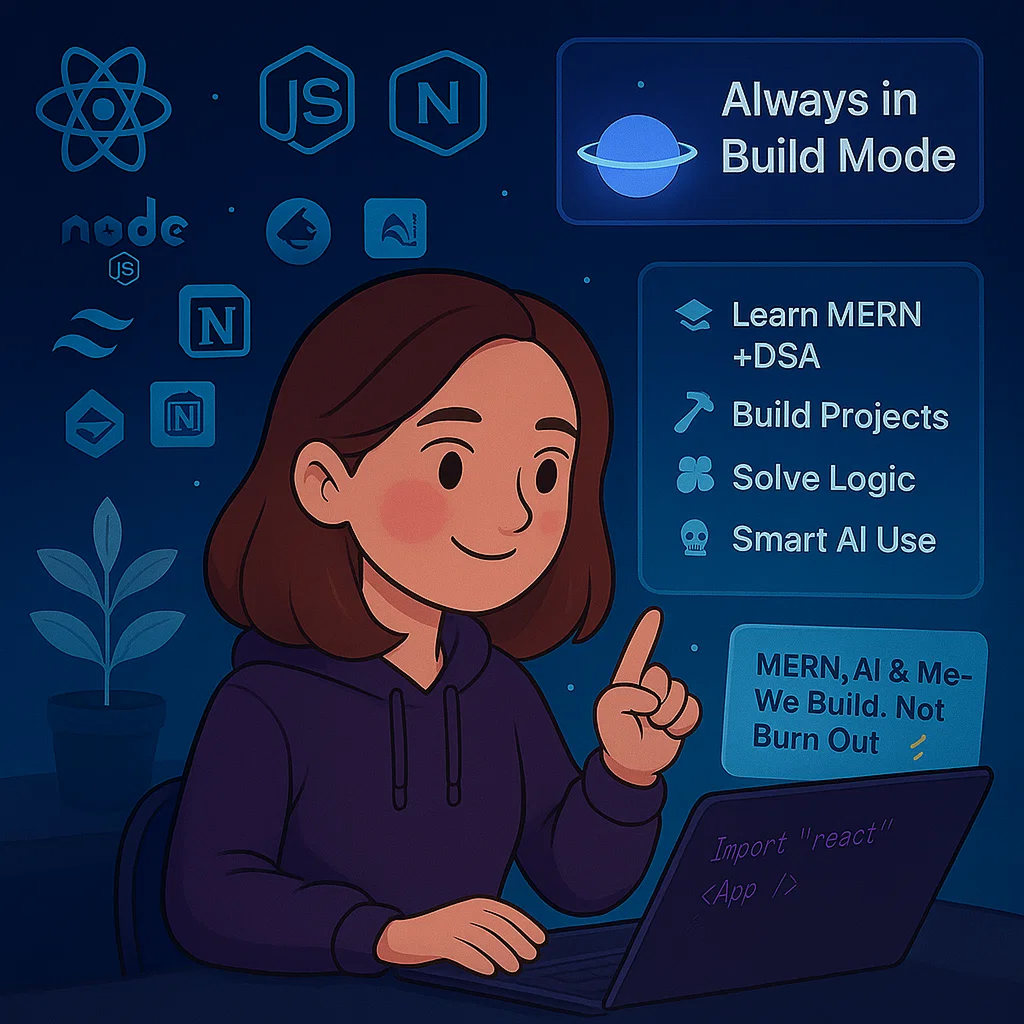 JS
N
Always in
Build Mode
node
JS
N
N
Learn MERN
+DSA
Build Projects
Solve Logic
Smart AI Use
MERN, AI & Me-
We Build. Not
Burn Out
Import "react"
<App />